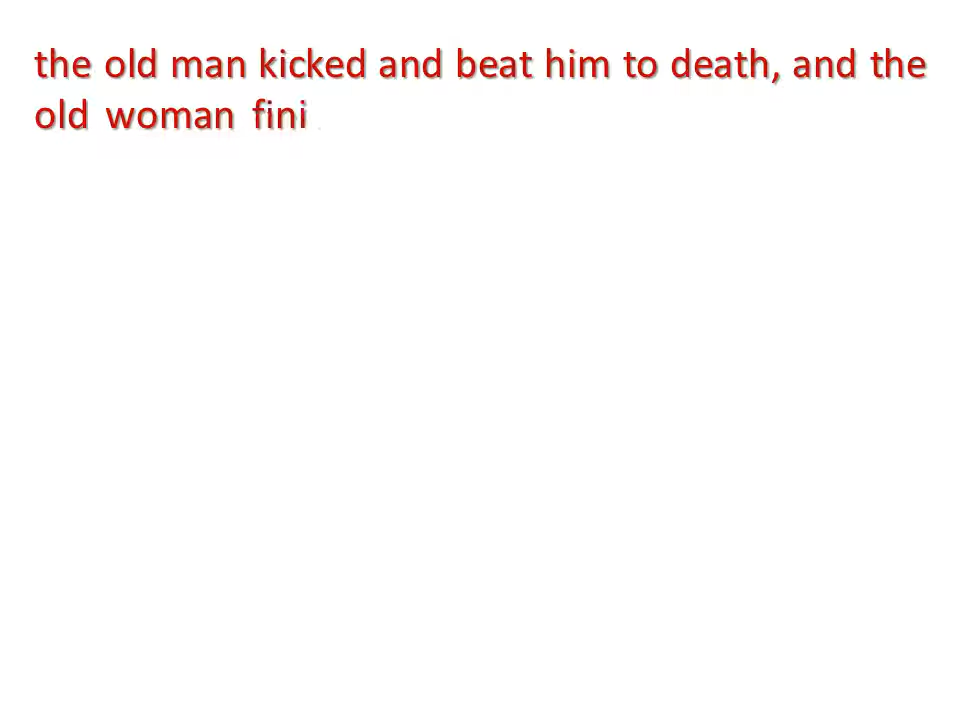 the old man kicked and beat him to death, and the
old woman fini